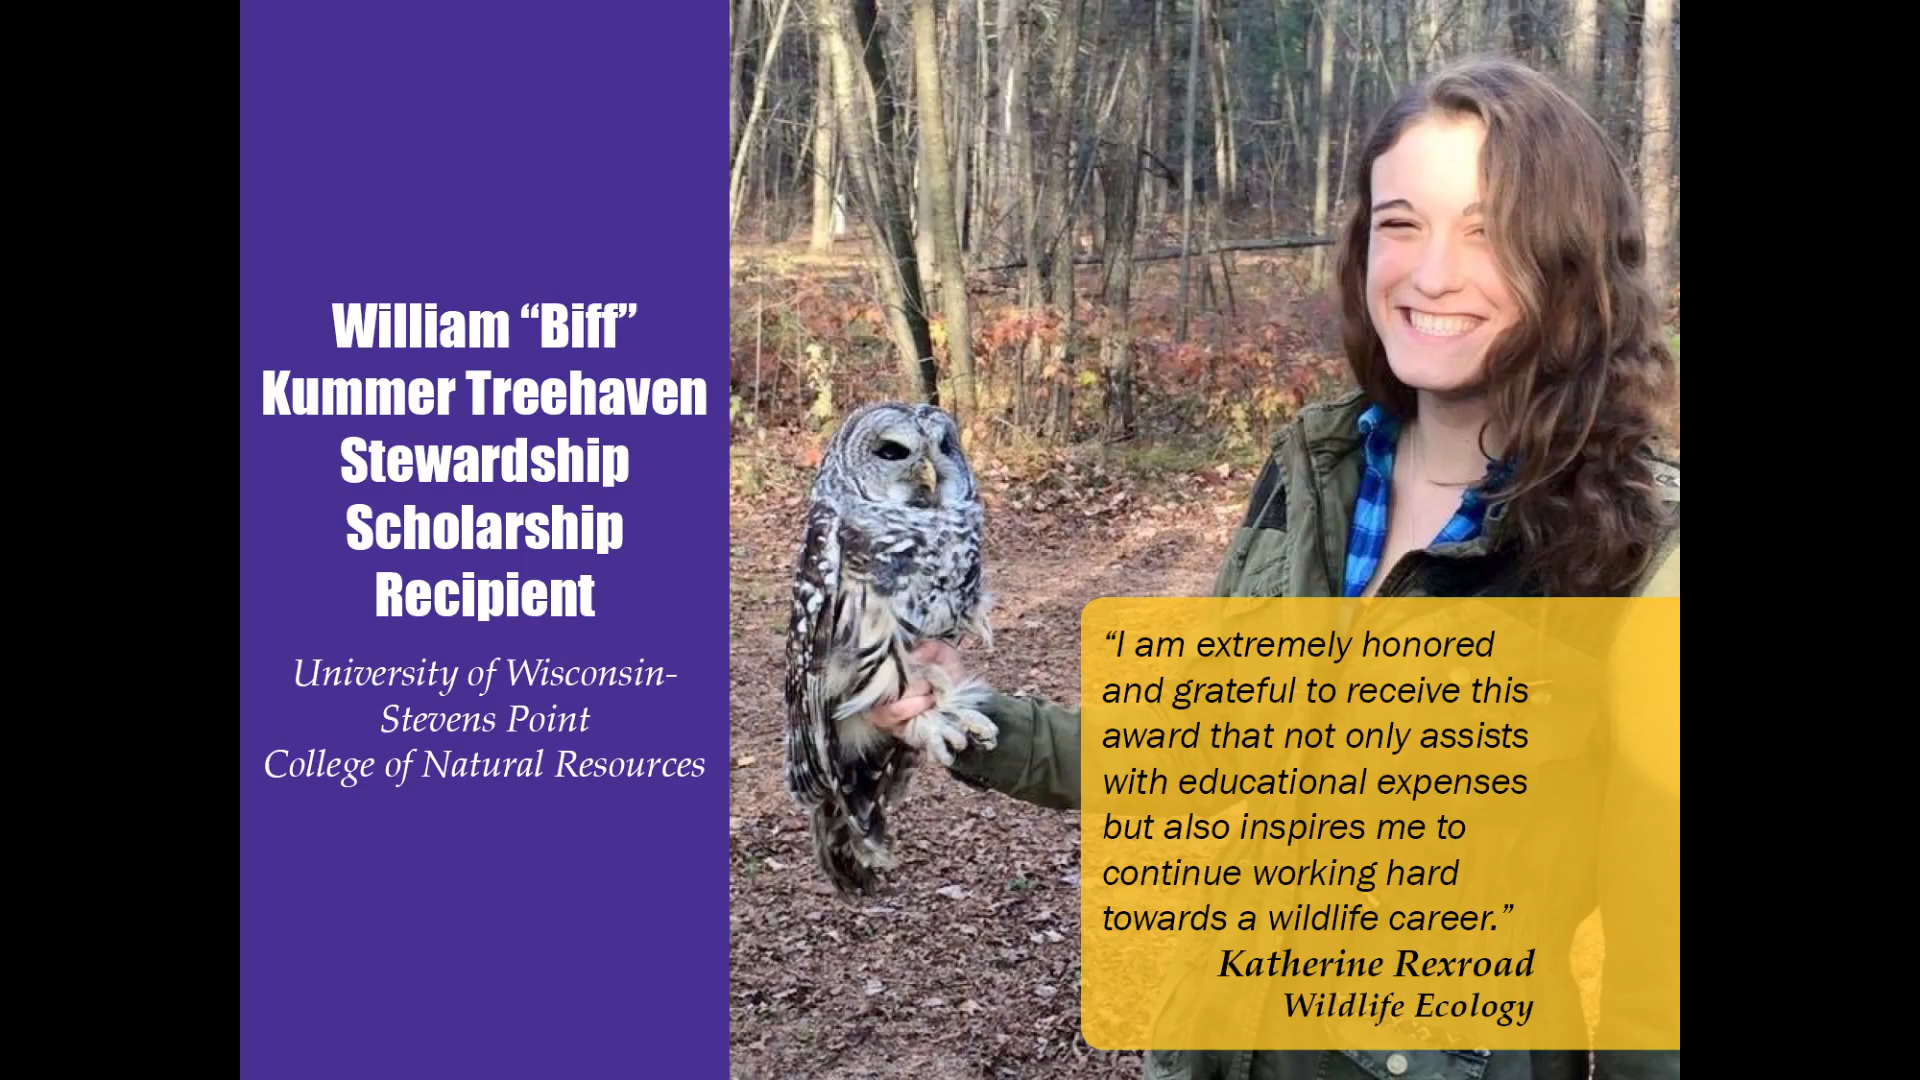 William “Biff”
Kummer Treehaven
Stewardship
Scholarship
Recipient
University of Wisconsin-
Stevens Point
College of Natural Resources
“I am extremely honored
and grateful to receive this
award that not only assists
with educational expenses
but also inspires me to
continue working hard
towards a wildlife career.”
Katherine Rexroad
Wildlife Ecology